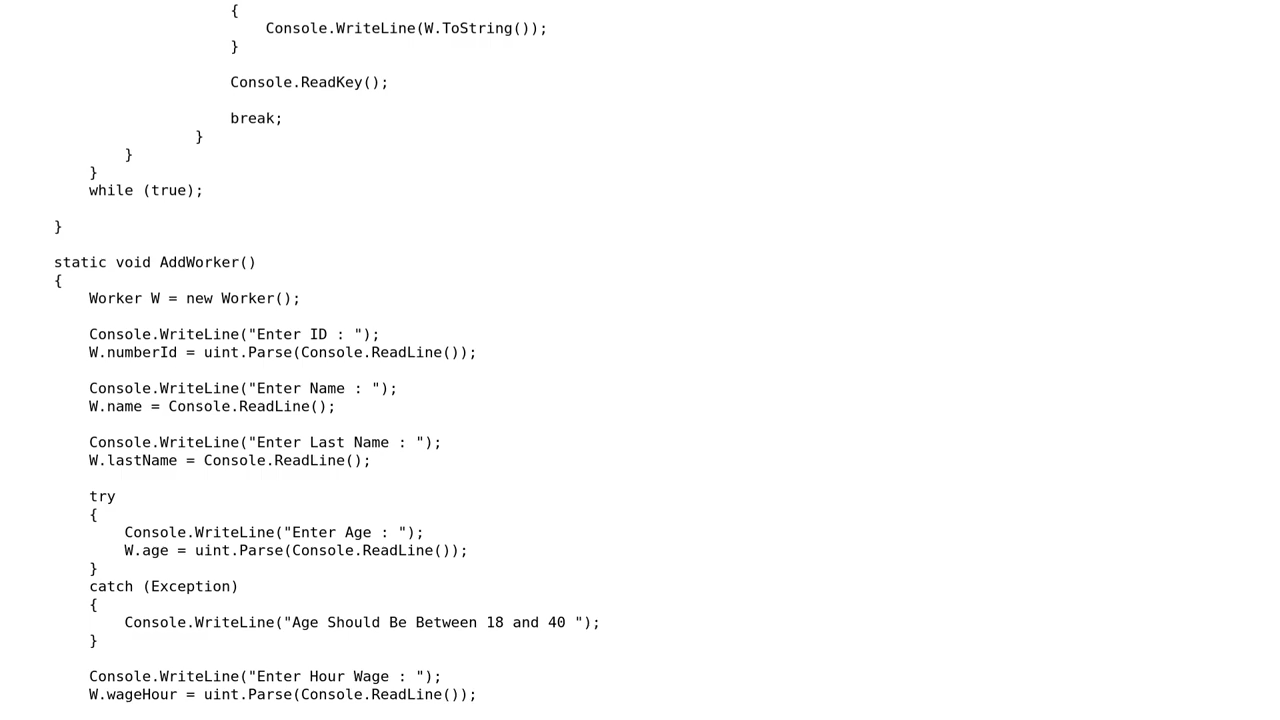 {
Console.WriteLine(W.ToString());
}
Console.ReadKey();
break;
}
}
}
while (true);
}
static void AddWorker()
{
Worker W = new Worker();
Console.WriteLine("Enter ID : ");
W.numberId = uint.Parse(Console.ReadLine());
Console.WriteLine("Enter Name : ");
W.name = Console.ReadLine();
Console.WriteLine("Enter Last Name : ");
W.lastName = Console.ReadLine();
try
{
Console.WriteLine("Enter Age : ");
W.age = uint.Parse(Console.ReadLine());
}
catch (Exception)
{
Console.WriteLine("Age Should Be Between 18 and 40 ");
}
Console.WriteLine("Enter Hour Wage : ");
W.wageHour = uint.Parse(Console.ReadLine());